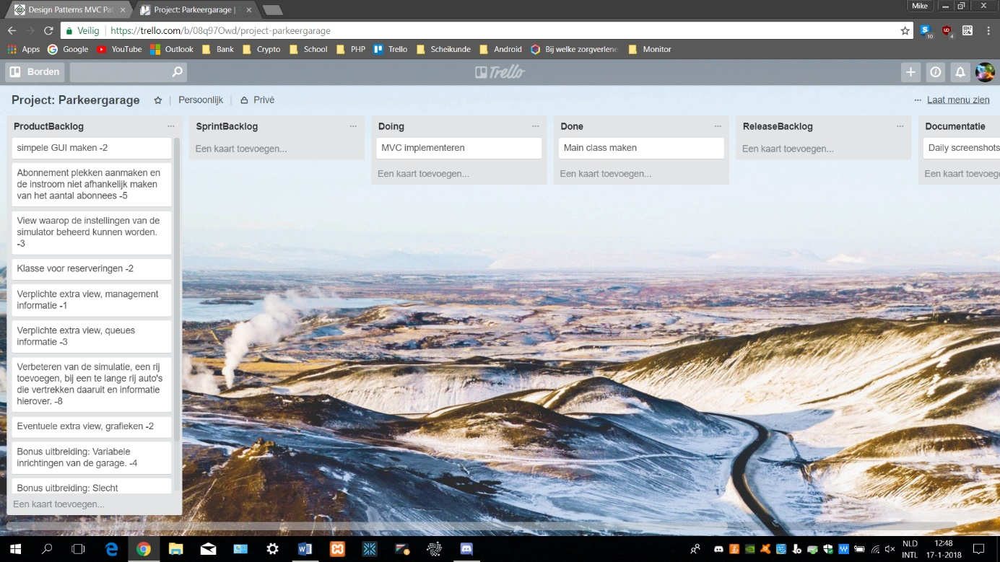 Design Patterns MVC Pat
Project: Parkeergarage | T
Mike
Veilig
https://trello.com/b/08q97Owd/project-parkeergarage
10
4
Apps
Google
YouTube
Outlook
Bank
Crypto
School
PHP
Trello
Scheikunde
Android
Bij welke zorgverlene
Monitor
Borden
Trello
Project: Parkeergarage
Persoonlijk
Privé
... Laat menu zien
ProductBacklog
simpele GUI maken -2
Abonnement plekken aanmaken en
de instroom niet afhankelijk maken
van het aantal abonnees -5
View waarop de instellingen van de
simulator beheerd kunnen worden.
-3
Klasse voor reserveringen -2
Verplichte extra view, management
informatie -1
Verplichte extra view, queues
informatie -3
Verbeteren van de simulatie, een rij
toevoegen, bij een te lange rij auto's
die vertrekken daaruit en informatie
hierover. -8
Eventuele extra view, grafieken -2
Bonus uitbreiding: Variabele
inrichtingen van de garage. -4
Bonus uitbreiding: Slecht
Een kaart toevoegen...
SprintBacklog
Een kaart toevoegen...
Doing
MVC implementeren
Een kaart toevoegen...
Done
Main class maken
Een kaart toevoegen...
ReleaseBacklog
Een kaart toevoegen...
Documentatie
Daily screenshots
Een kaart toevoeg
NLD
INTL
12:48
17-1-2018